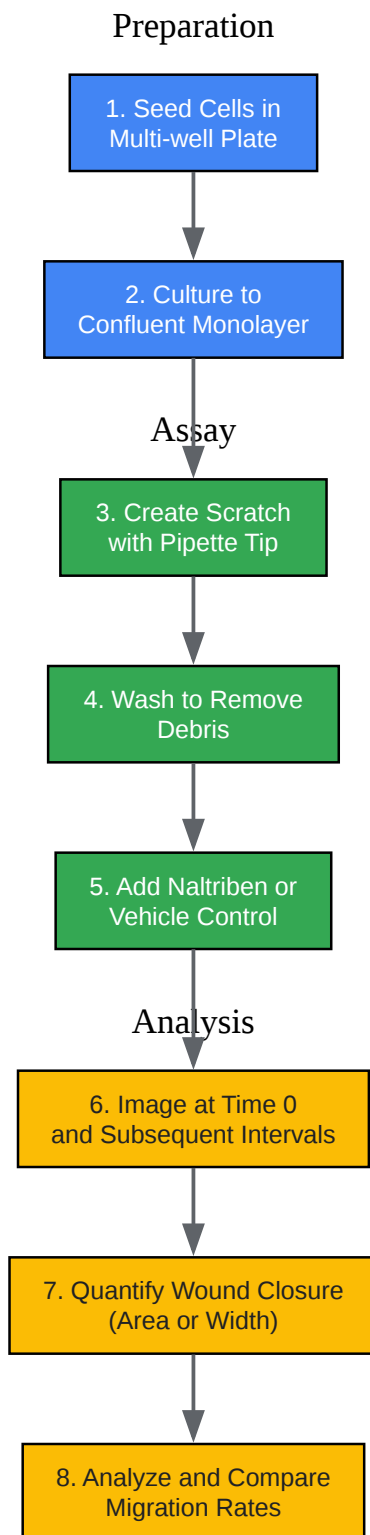 Preparation
1. Seed Cells in
Multi-well Plate
2. Culture to
Confluent Monolayer
Assay
3. Create Scratch
with Pipette Tip
4. Wash to Remove
Debris
5. Add Naltriben or
Vehicle Control
Analysis
6. Image at Time 0
and Subsequent Intervals
7. Quantify Wound Closure
(Area or Width)
8. Analyze and Compare
Migration Rates